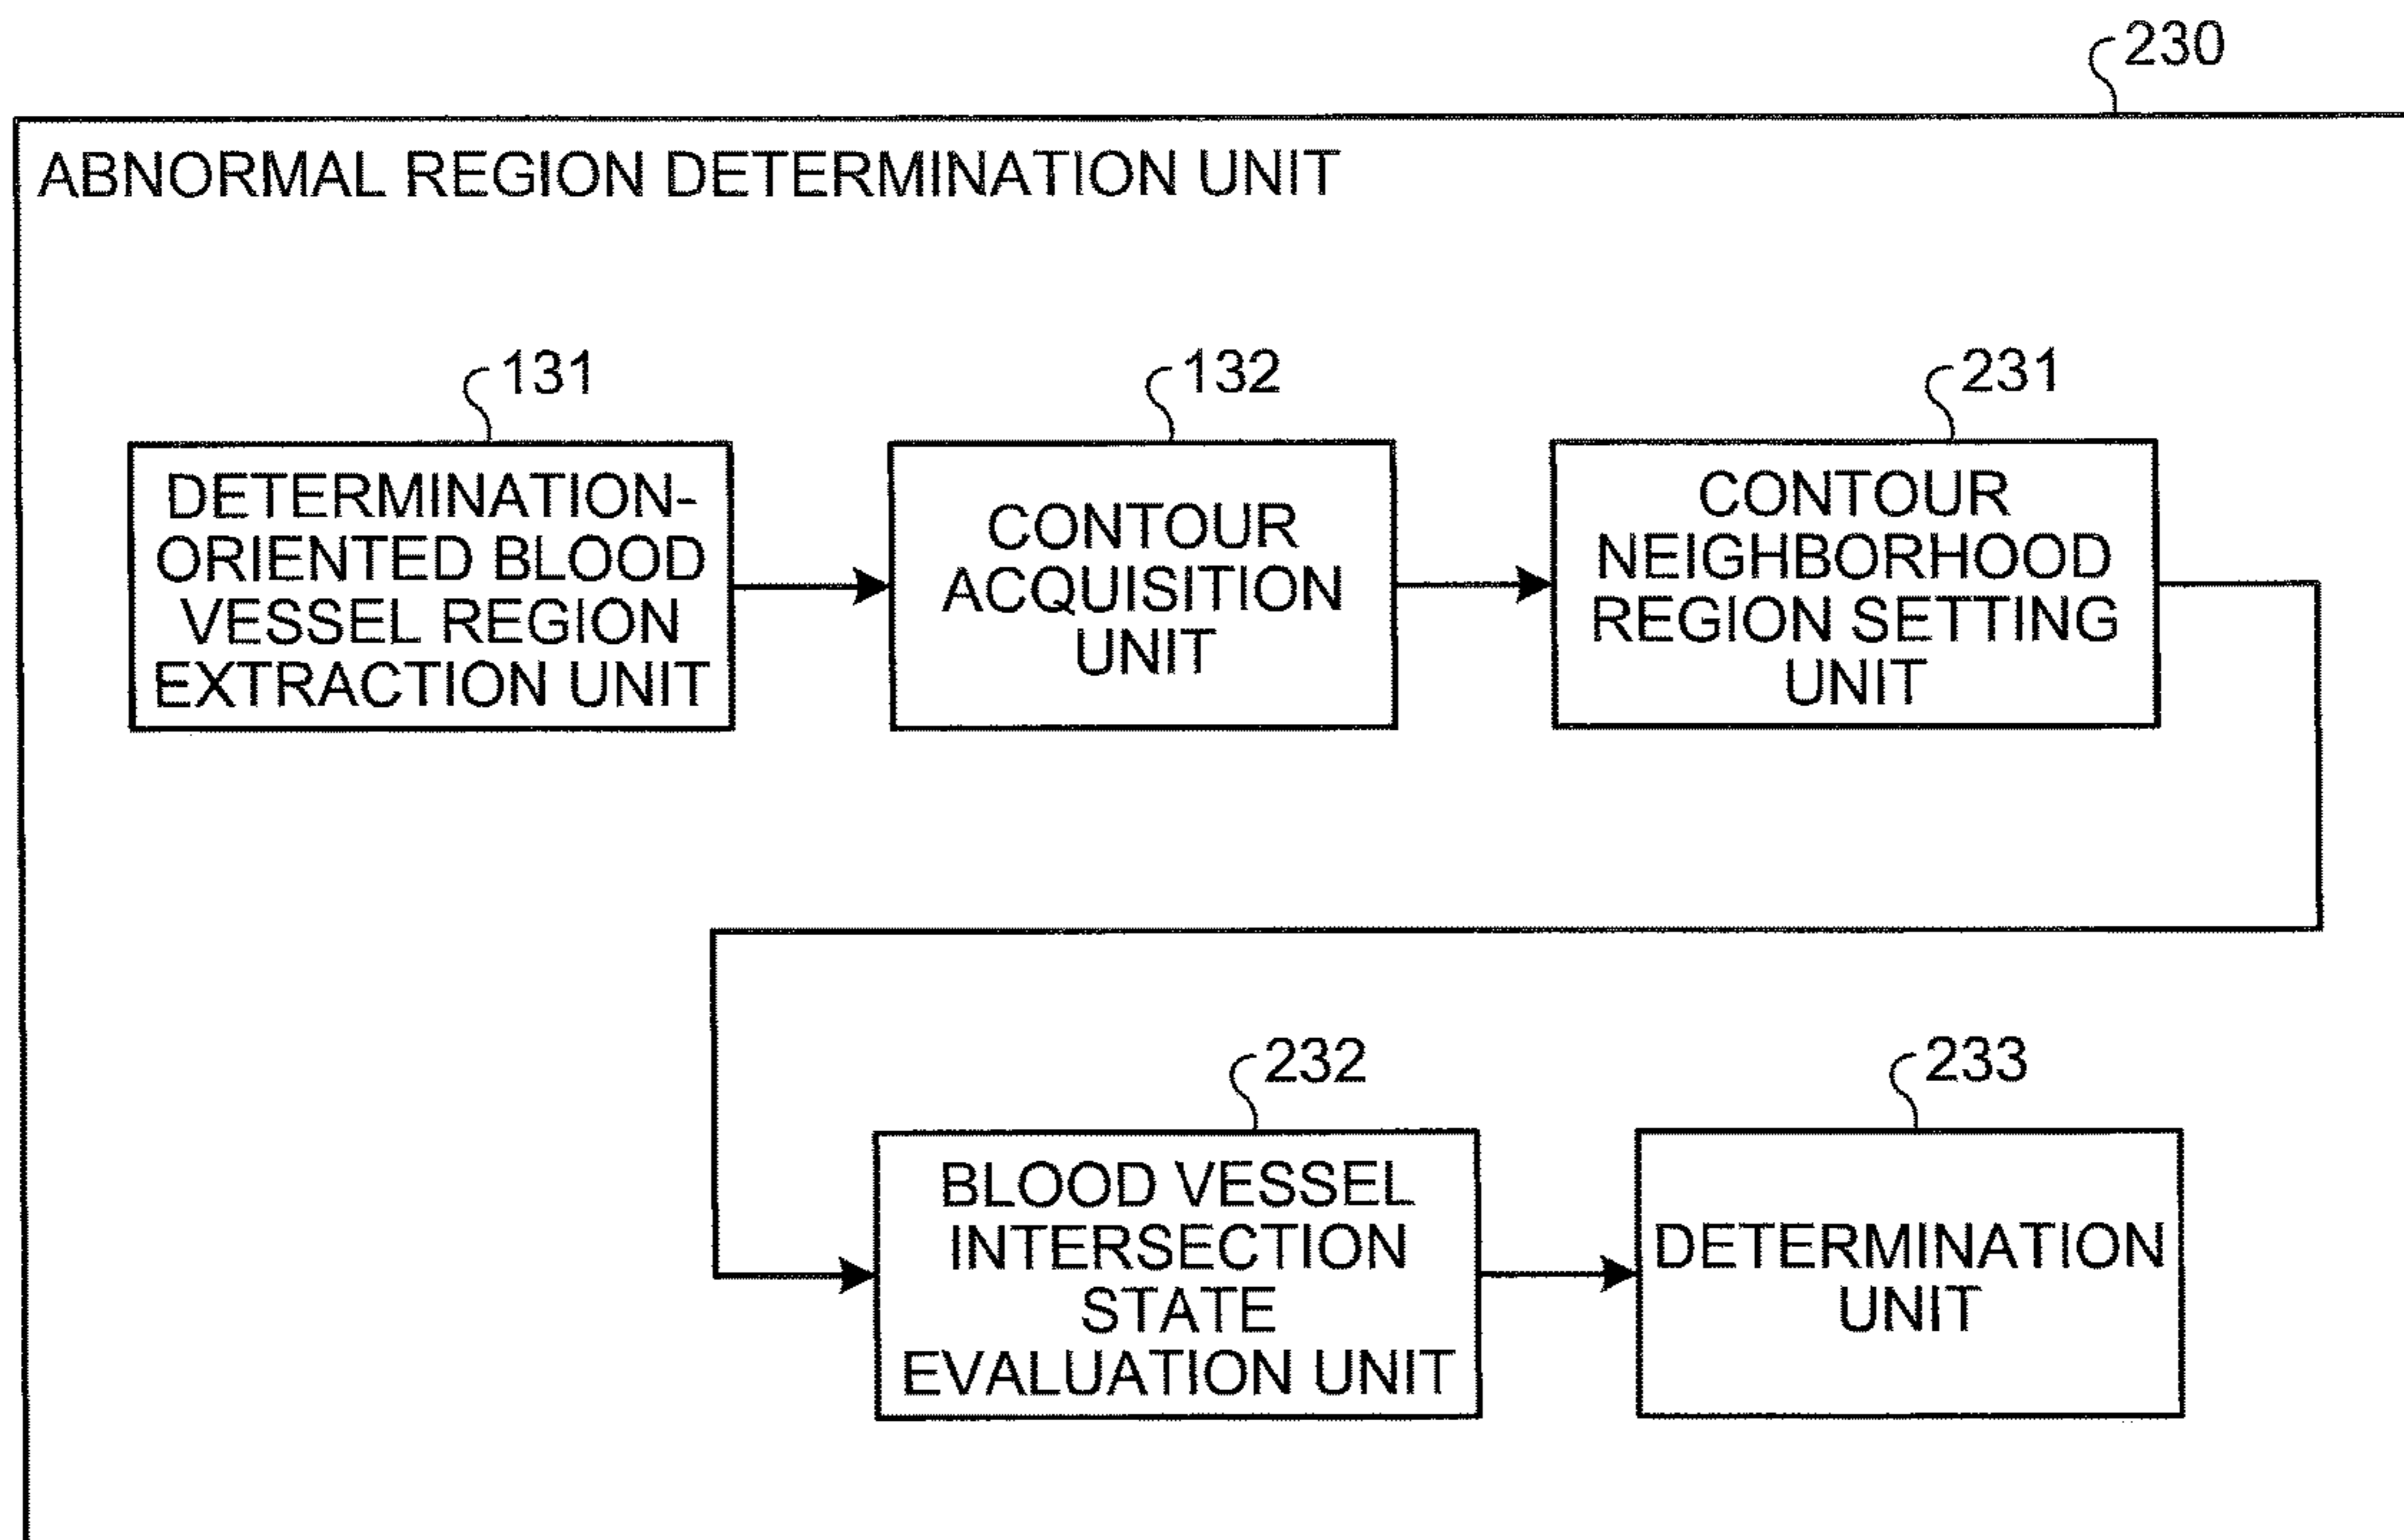 230
ABNORMAL REGION DETERMINATION UNIT
131
132
231
DETERMINATION-
ORIENTED BLOOD
VESSEL REGION
EXTRACTION UNIT
CONTOUR
ACQUISITION
UNIT
CONTOUR
NEIGHBORHOOD
REGION SETTING
UNIT
232
233
BLOOD VESSEL
INTERSECTION
STATE
EVALUATION UNIT
DETERMINATION
UNIT